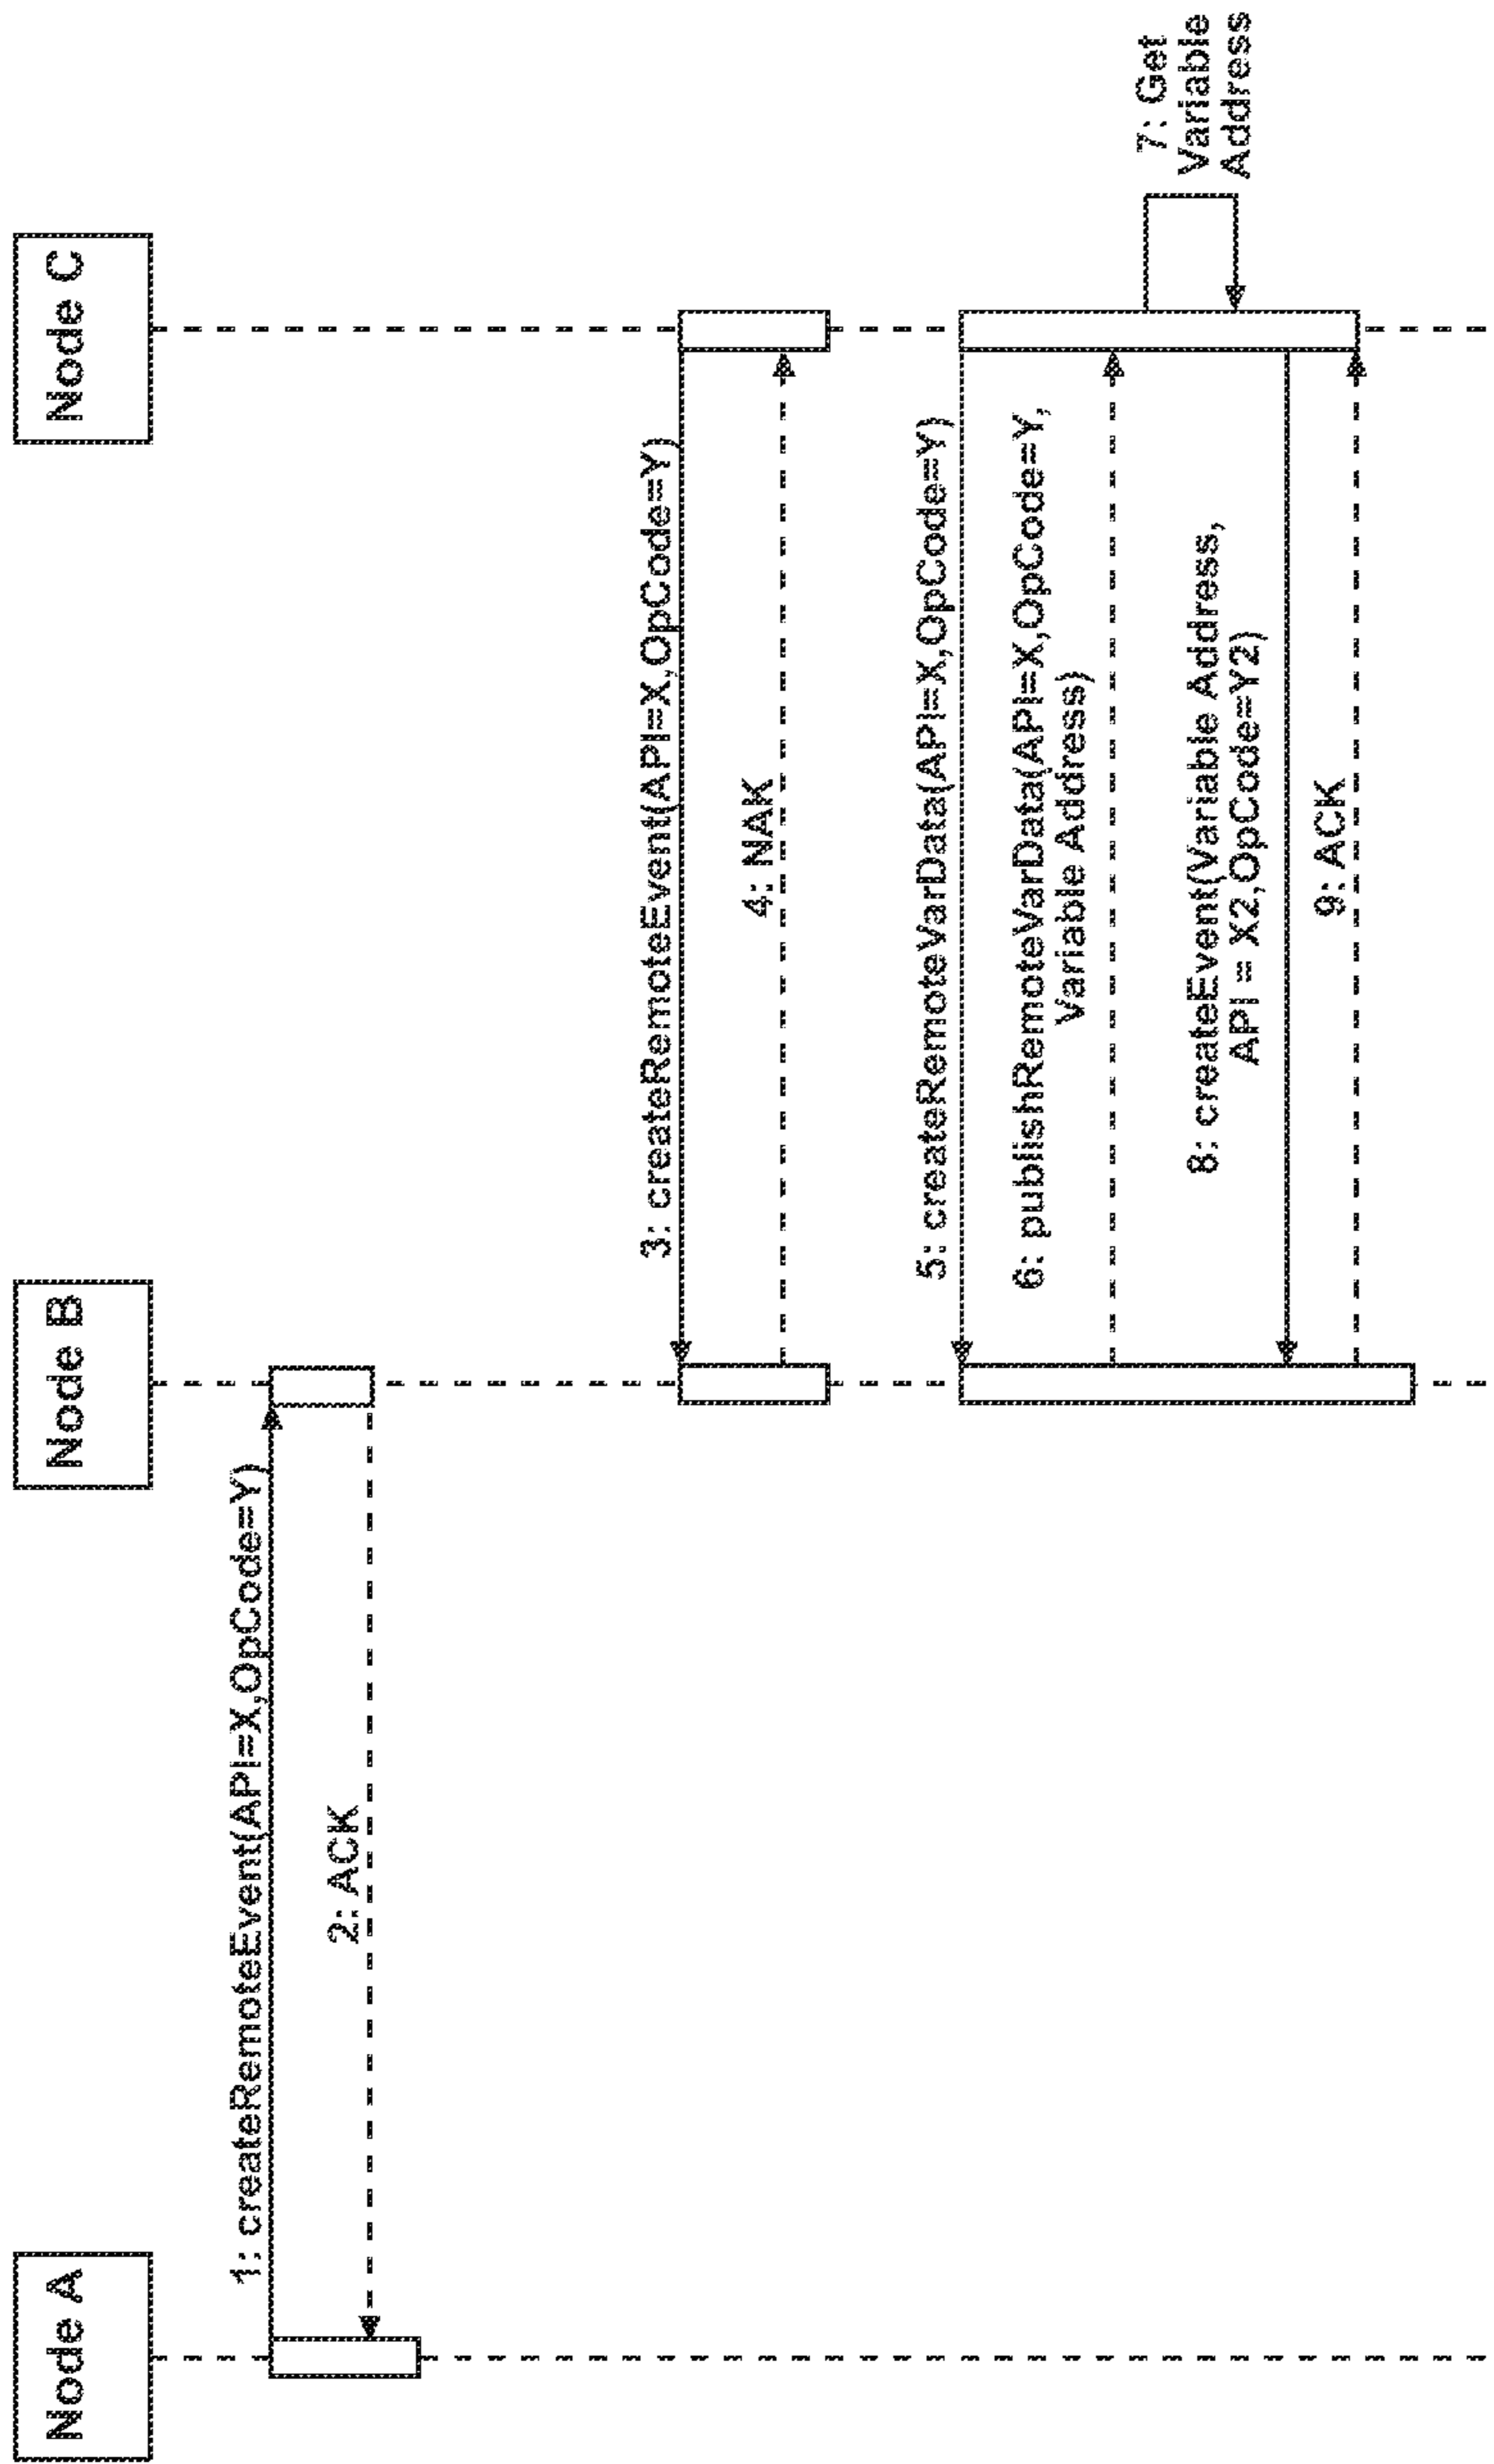 Node A
Node B
Node C
1: createRemoteEvent(API=X,OpCode=Y)
2: ACK
3: createRemoteEvent(API=X,OpCode=Y)
4: NAK
5: createRemoteVarData(API=X,OpCode=Y)
6: publishRemoteVarData(API=X,OpCode=Y,
Variable Address)
7: Get
Variable
Address
8: createEvent(Variable Address,
API = X2,OpCode=Y2)
9: ACK